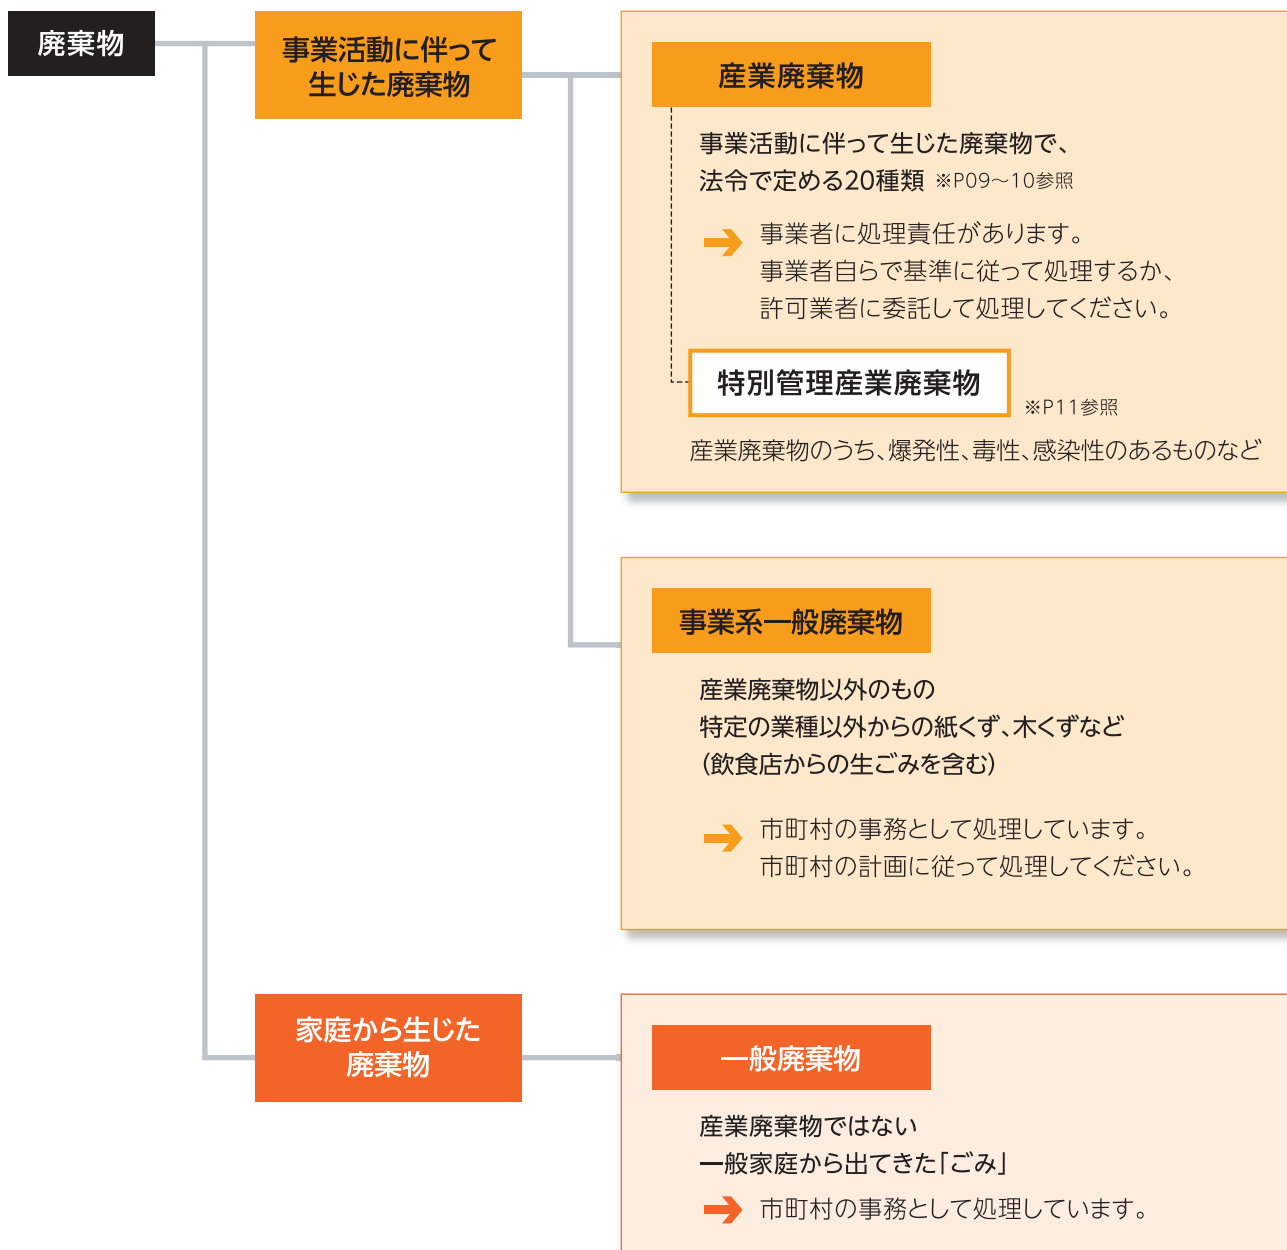 廃棄物
事業活動に伴って
生じた廃棄物
産業廃棄物
事業活動に伴って生じた廃棄物で、
法令で定める20種類 ※P09～10参照
事業者に処理責任があります。
事業者自らで基準に従って処理するか、
許可業者に委託して処理してください。
特別管理産業廃棄物
※P11参照
産業廃棄物のうち、爆発性、毒性、感染性のあるものなど
事業系一般廃棄物
産業廃棄物以外のもの
特定の業種以外からの紙くず、木くずなど
（飲食店からの生ごみを含む）
市町村の事務として処理しています。
市町村の計画に従って処理してください。
家庭から生じた
廃棄物
一般廃棄物
産業廃棄物ではない
一般家庭から出てきた「ごみ」
市町村の事務として処理しています。